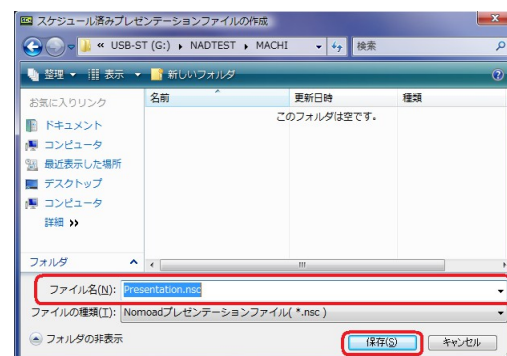 スケジュール済みプレゼンテーションファイルの作成
« USB-ST (G:) ▸ NADTEST ▸ MACHI 検索
整理 表示 新しいフォルダ
お気に入りリンク
ドキュメント
コンピュータ
最近表示した場所
デスクトップ
コンピュータ
詳細 »
フォルダ
名前 更新日時 種類
このフォルダは空です。
ファイル名(N): Presentation.nsc
ファイルの種類(T): Nomoadプレゼンテーションファイル( *.nsc )
フォルダの非表示 保存(S) キャンセル